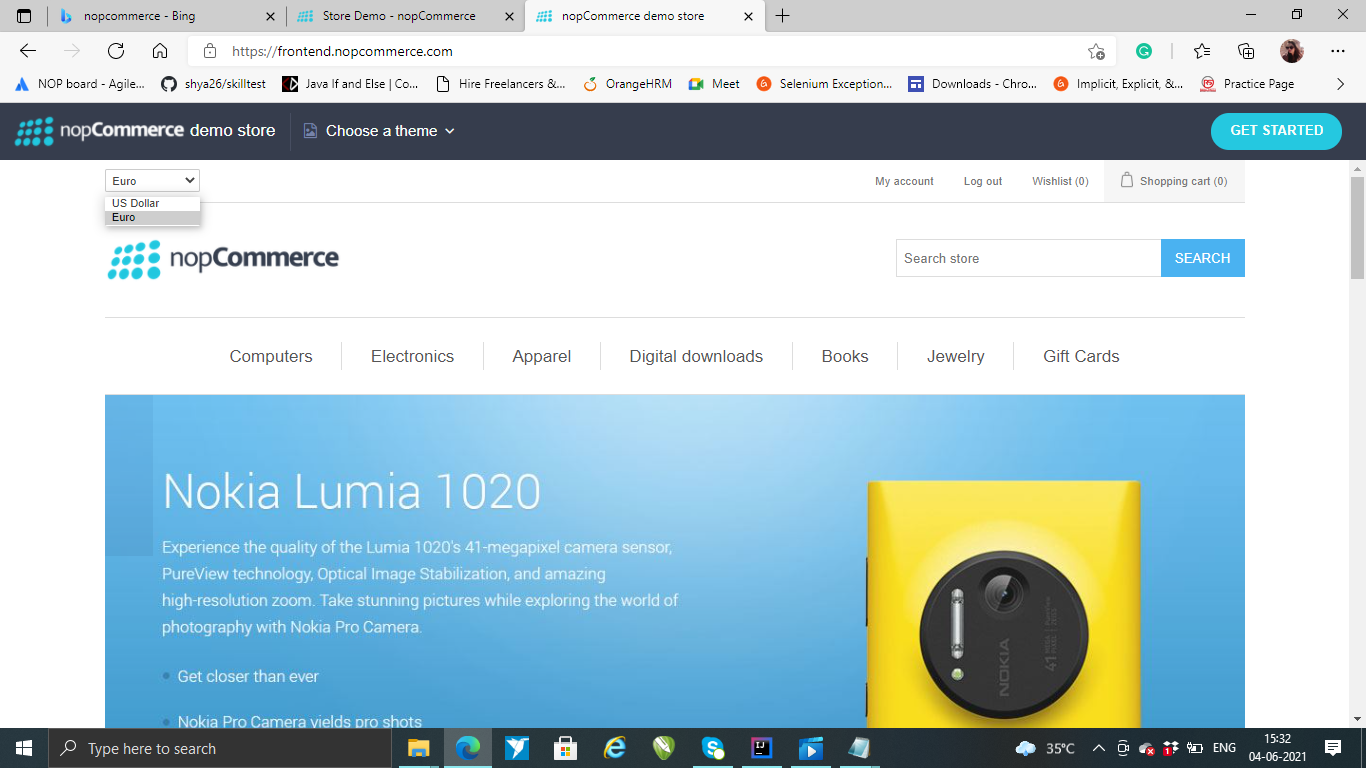 nopcommerce - Bing
Store Demo - nopCommerce
nopCommerce demo store
https://frontend.nopcommerce.com
NOP board - Agile...
shya26/skilltest
Java If and Else | Co...
Hire Freelancers &...
OrangeHRM
Meet
Selenium Exception...
Downloads - Chro...
Implicit, Explicit, &...
Practice Page
nopCommerce demo store
Choose a theme
GET STARTED
Euro
My account
Log out
Wishlist (0)
Shopping cart (0)
US Dollar
Euro
nopCommerce
Search store
SEARCH
Computers
Electronics
Apparel
Digital downloads
Books
Jewelry
Gift Cards
Nokia Lumia 1020
Experience the quality of the Lumia 1020's 41-megapixel camera sensor,
PureView technology, Optical Image Stabilization, and amazing
high-resolution zoom. Take stunning pictures while exploring the world of
photography with Nokia Pro Camera.
Get closer than ever
Nokia Pro Camera yields pro shots
NOKIA
41
Type here to search
35°C
ENG
15:32
04-06-2021